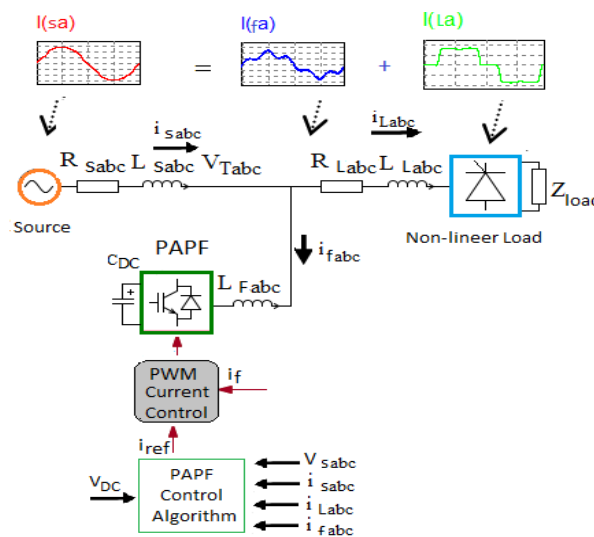 I(sa)
I(fa)
I(La)
=
+
i sabc
i Labc
R Sabc
L Sabc
V Tabc
R Labc
L Labc
Z load
Source
Non-lineer Load
PAPF
i fabc
C DC
L Fabc
PWM
Current
Control
i f
i ref
V DC
PAPF
Control
Algorithm
V Sabc
i sabc
i Labc
i fabc